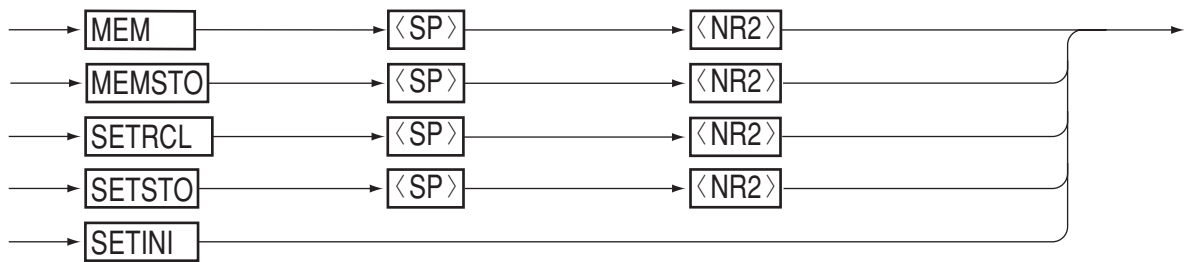 MEM 〈SP〉 〈NR2〉
MEMSTO 〈SP〉 〈NR2〉
SETRCL 〈SP〉 〈NR2〉
SETSTO 〈SP〉 〈NR2〉
SETINI